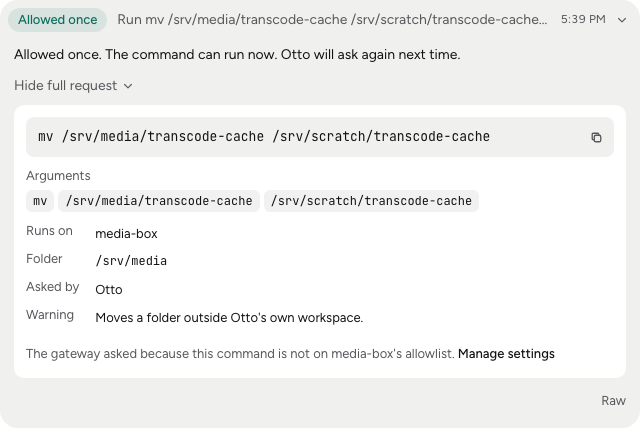 Allowed once Run mv /srv/media/transcode-cache /srv/scratch/transcode-cache... 5:39 PM
Allowed once. The command can run now. Otto will ask again next time.
Hide full request
mv /srv/media/transcode-cache /srv/scratch/transcode-cache
Arguments
mv /srv/media/transcode-cache /srv/scratch/transcode-cache
Runs on media-box
Folder /srv/media
Asked by Otto
Warning Moves a folder outside Otto's own workspace.
The gateway asked because this command is not on media-box's allowlist. Manage settings
Raw